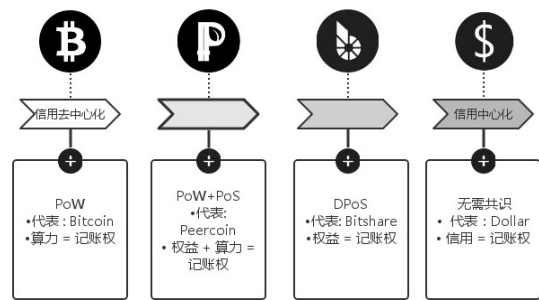 信用去中心化
信用中心化
PoW
•代表：Bitcoin
•算力 = 记账权
PoW+PoS
•代表:
Peercoin
• 权益 + 算力 =
记账权
DPoS
•代表: Bitshare
•权益 = 记账权
无需共识
• 代表：Dollar
• 信用 = 记账权